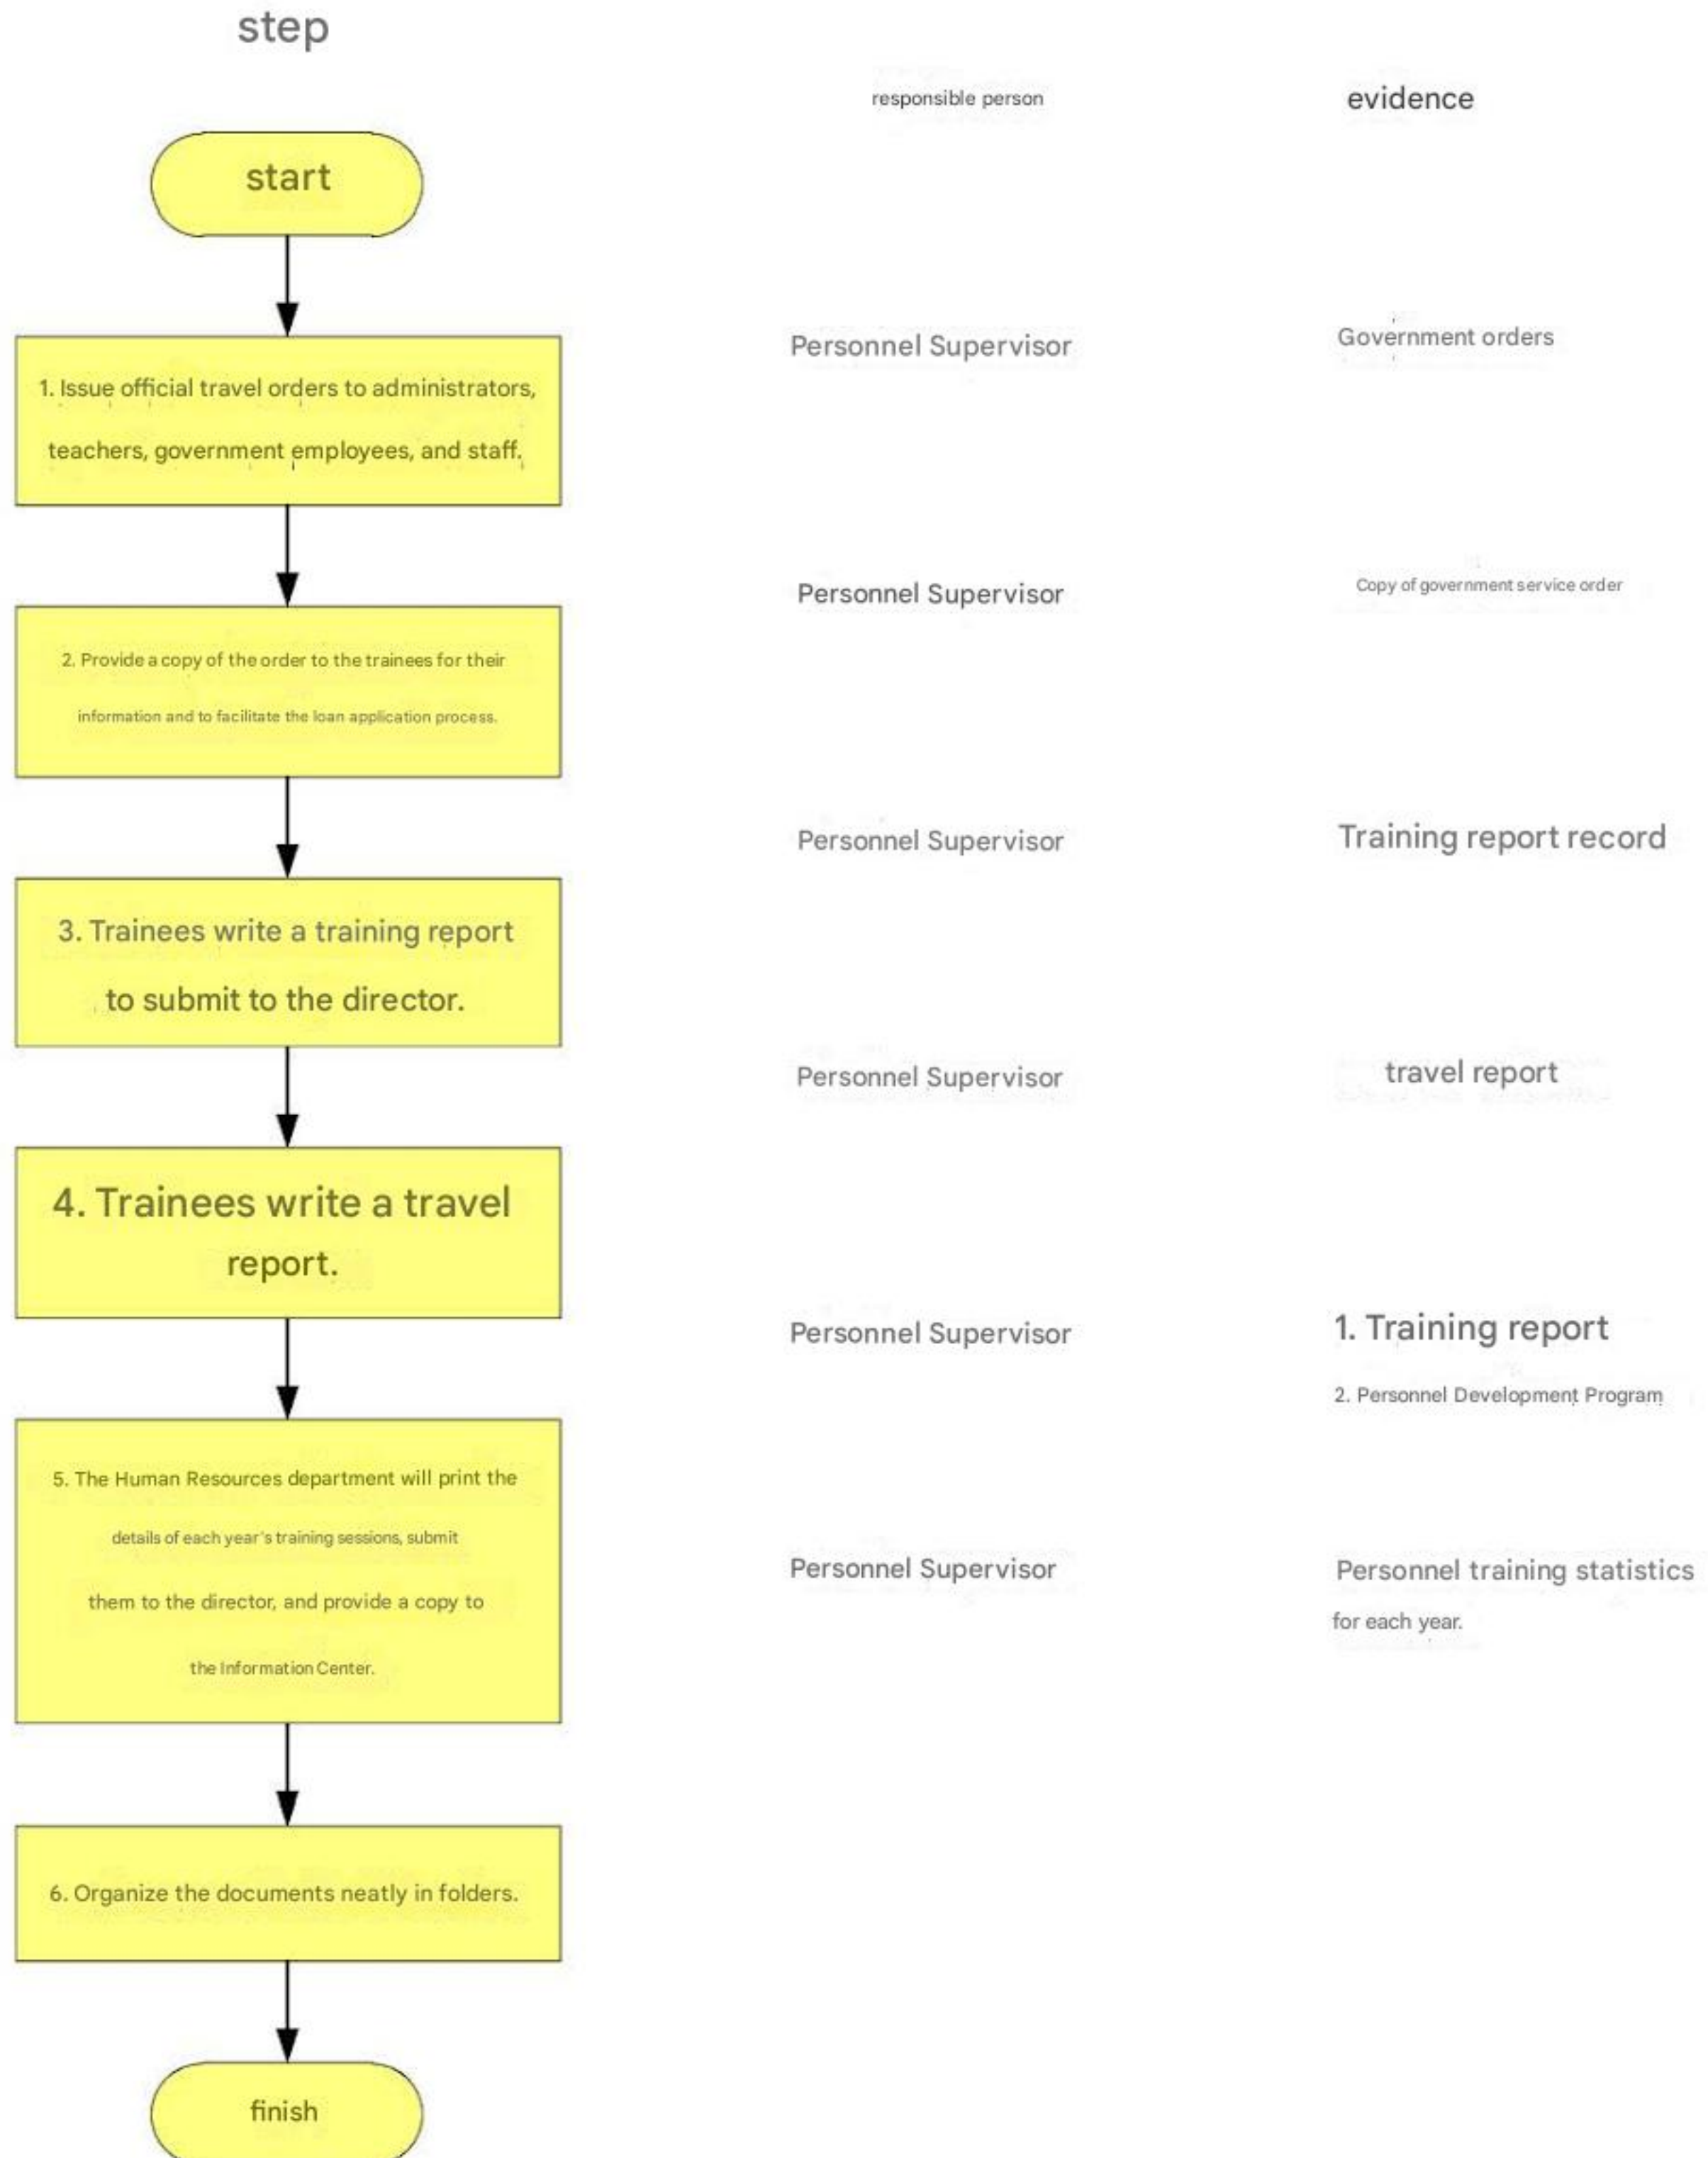 step
responsible person
evidence
start
Personnel Supervisor
Government orders
1. Issue official travel orders to administrators,
teachers, government employees, and staff.
Personnel Supervisor
Copy of government service order
2. Provide a copy of the order to the trainees for their
information and to facilitate the loan application process.
Personnel Supervisor
Training report record
3. Trainees write a training report
to submit to the director.
Personnel Supervisor
travel report
4. Trainees write a travel
report.
Personnel Supervisor
1. Training report
2. Personnel Development Program
5. The Human Resources department will print the
details of each year's training sessions, submit
them to the director, and provide a copy to
the Information Center.
Personnel Supervisor
Personnel training statistics
for each year.
6. Organize the documents neatly in folders.
finish